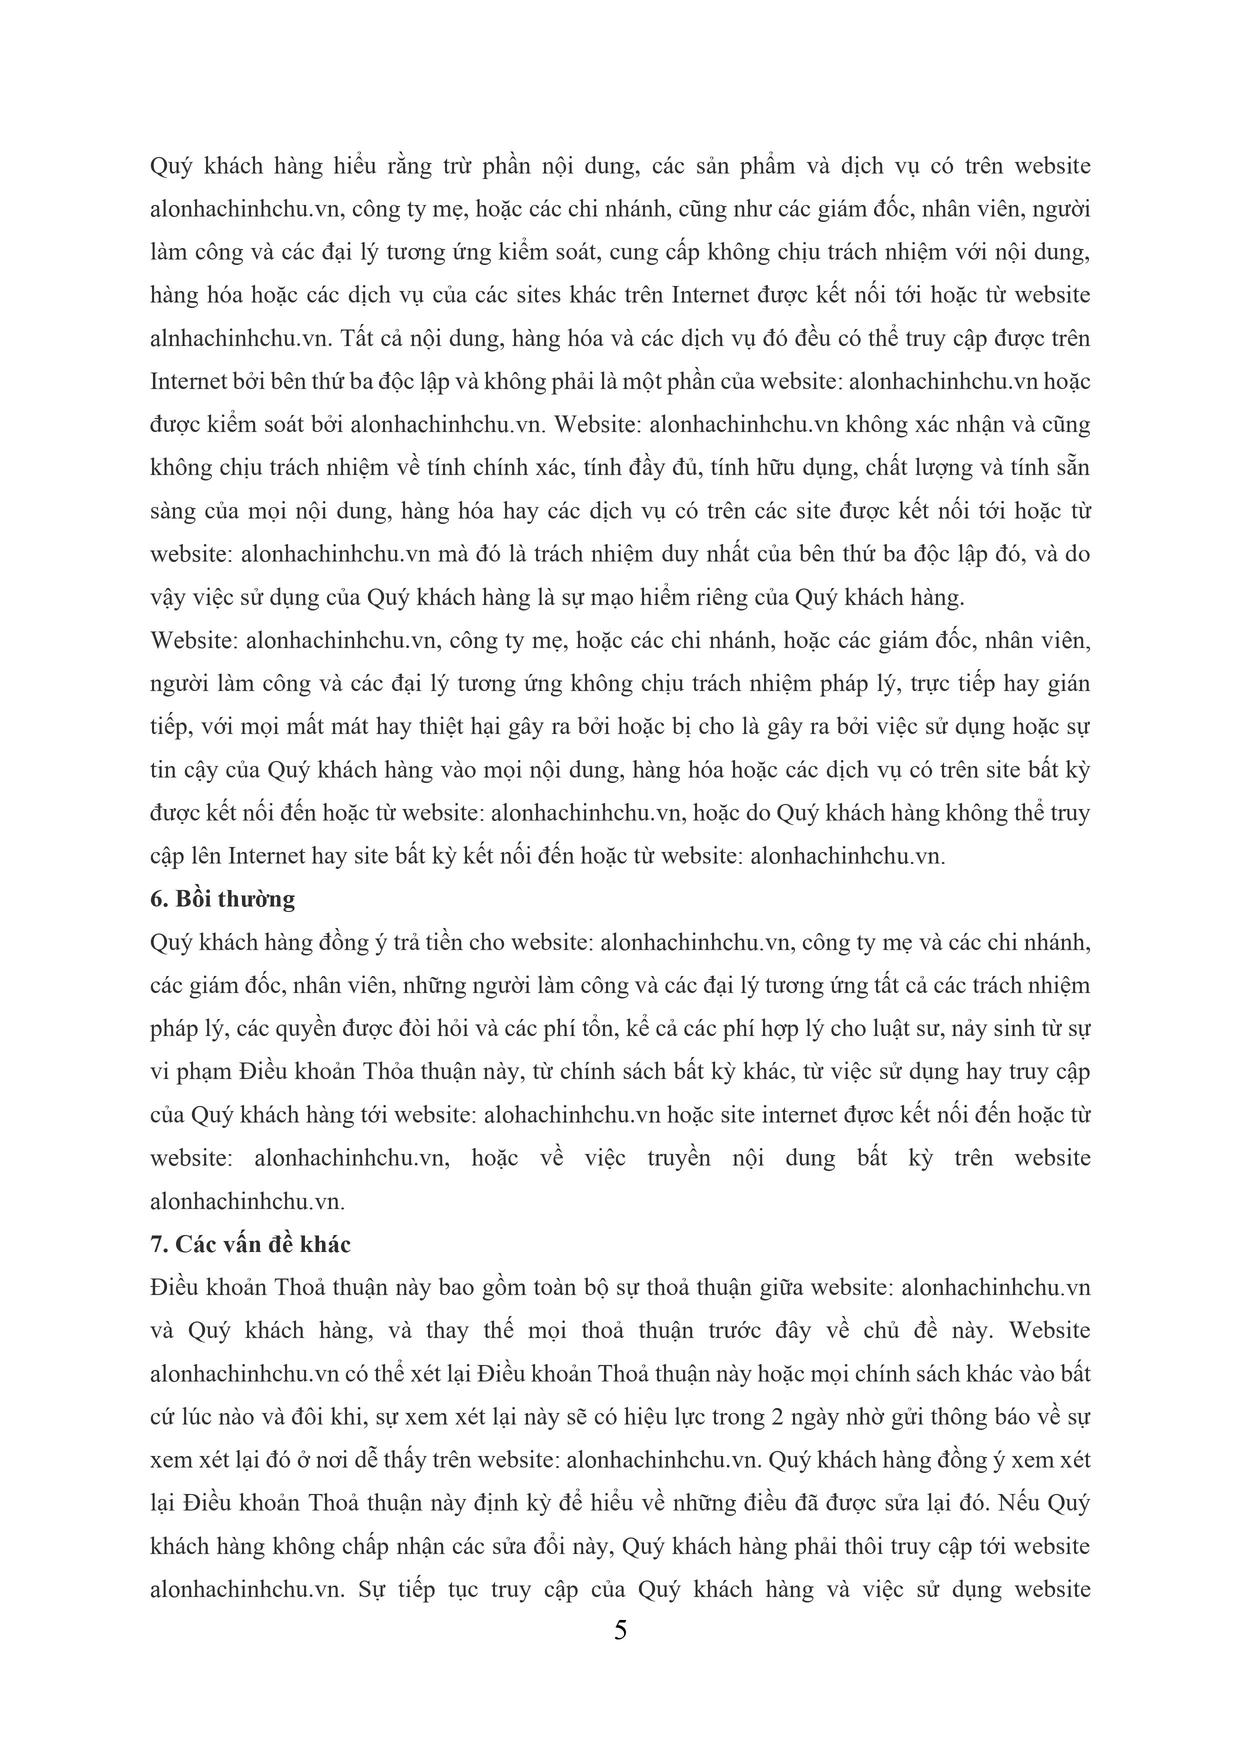 Quý khách hàng hiểu rằng trừ phần nội dung, các sản phẩm và dịch vụ có trên website
alonhachinhchu.vn, công ty mẹ, hoặc các chi nhánh, cũng như các giám đốc, nhân viên, người
làm công và các đại lý tương ứng kiểm soát, cung cấp không chịu trách nhiệm với nội dung,
hàng hóa hoặc các dịch vụ của các sites khác trên Internet được kết nối tới hoặc từ website
alnhachinhchu.vn. Tất cả nội dung, hàng hóa và các dịch vụ đó đều có thể truy cập được trên
Internet bởi bên thứ ba độc lập và không phải là một phần của website: alonhachinhchu.vn hoặc
được kiểm soát bởi alonhachinhchu.vn. Website: alonhachinhchu.vn không xác nhận và cũng
không chịu trách nhiệm về tính chính xác, tính đầy đủ, tính hữu dụng, chất lượng và tính sẵn
sàng của mọi nội dung, hàng hóa hay các dịch vụ có trên các site được kết nối tới hoặc từ
website: alonhachinhchu.vn mà đó là trách nhiệm duy nhất của bên thứ ba độc lập đó, và do
vậy việc sử dụng của Quý khách hàng là sự mạo hiểm riêng của Quý khách hàng.
Website: alonhachinhchu.vn, công ty mẹ, hoặc các chi nhánh, hoặc các giám đốc, nhân viên,
người làm công và các đại lý tương ứng không chịu trách nhiệm pháp lý, trực tiếp hay gián
tiếp, với mọi mất mát hay thiệt hại gây ra bởi hoặc bị cho là gây ra bởi việc sử dụng hoặc sự
tin cậy của Quý khách hàng vào mọi nội dung, hàng hóa hoặc các dịch vụ có trên site bất kỳ
được kết nối đến hoặc từ website: alonhachinhchu.vn, hoặc do Quý khách hàng không thể truy
cập lên Internet hay site bất kỳ kết nối đến hoặc từ website: alonhachinhchu.vn.
6. Bồi thường
Quý khách hàng đồng ý trả tiền cho website: alonhachinhchu.vn, công ty mẹ và các chi nhánh,
các giám đốc, nhân viên, những người làm công và các đại lý tương ứng tất cả các trách nhiệm
pháp lý, các quyền được đòi hỏi và các phí tổn, kể cả các phí hợp lý cho luật sư, nảy sinh từ sự
vi phạm Điều khoản Thỏa thuận này, từ chính sách bất kỳ khác, từ việc sử dụng hay truy cập
của Quý khách hàng tới website: alohachinhchu.vn hoặc site internet đựơc kết nối đến hoặc từ
website: alonhachinhchu.vn, hoặc về việc truyền nội dung bất kỳ trên website
alonhachinhchu.vn.
7. Các vấn đề khác
Điều khoản Thoả thuận này bao gồm toàn bộ sự thoả thuận giữa website: alonhachinhchu.vn
và Quý khách hàng, và thay thế mọi thoả thuận trước đây về chủ đề này. Website
alonhachinhchu.vn có thể xét lại Điều khoản Thoả thuận này hoặc mọi chính sách khác vào bất
cứ lúc nào và đôi khi, sự xem xét lại này sẽ có hiệu lực trong 2 ngày nhờ gửi thông báo về sự
xem xét lại đó ở nơi dễ thấy trên website: alonhachinhchu.vn. Quý khách hàng đồng ý xem xét
lại Điều khoản Thoả thuận này định kỳ để hiểu về những điều đã được sửa lại đó. Nếu Quý
khách hàng không chấp nhận các sửa đổi này, Quý khách hàng phải thôi truy cập tới website
alonhachinhchu.vn. Sự tiếp tục truy cập của Quý khách hàng và việc sử dụng website
5